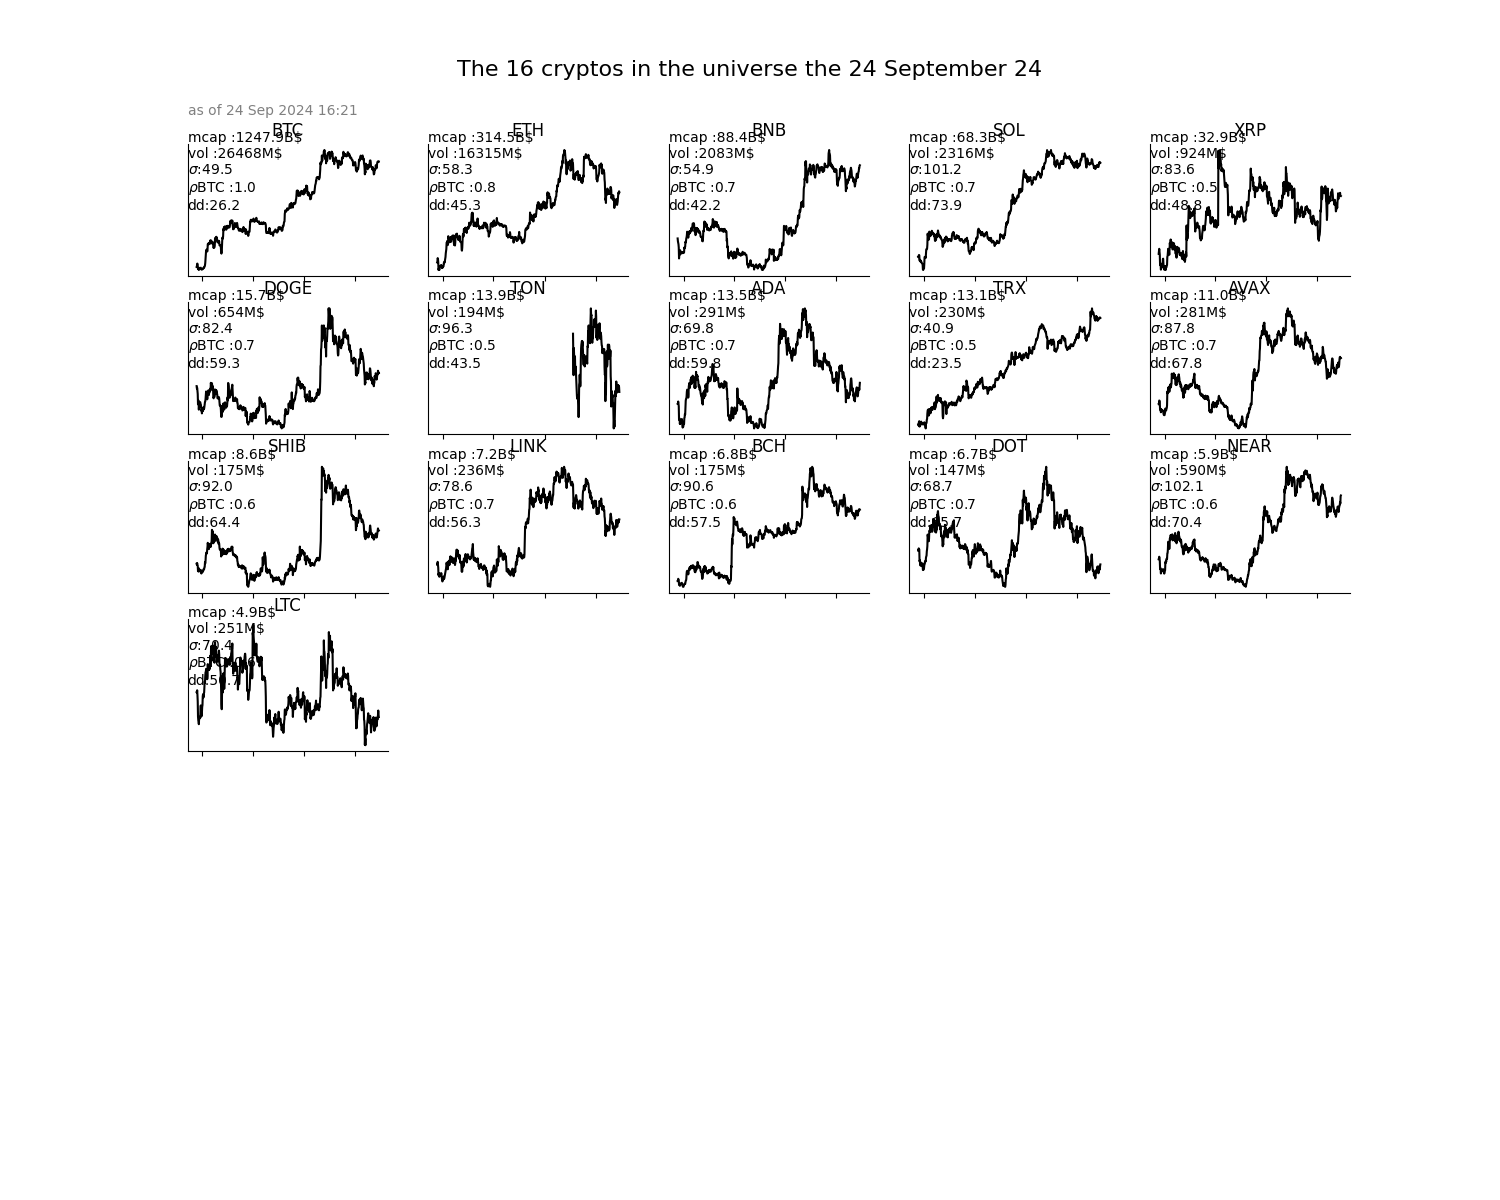 The 16 cryptos in the universe the 24 September 24
as of 24 Sep 2024 16:21
BTC
mcap :1247.9B$
vol :26468M$
σ:49.5
ρBTC :1.0
dd:26.2
ETH
mcap :314.5B$
vol :16315M$
σ:58.3
ρBTC :0.8
dd:45.3
BNB
mcap :88.4B$
vol :2083M$
σ:54.9
ρBTC :0.7
dd:42.2
SOL
mcap :68.3B$
vol :2316M$
σ:101.2
ρBTC :0.7
dd:73.9
XRP
mcap :32.9B$
vol :924M$
σ:83.6
ρBTC :0.5
dd:48.8
DOGE
mcap :15.7B$
vol :654M$
σ:82.4
ρBTC :0.7
dd:59.3
TON
mcap :13.9B$
vol :194M$
σ:96.3
ρBTC :0.5
dd:43.5
ADA
mcap :13.5B$
vol :291M$
σ:69.8
ρBTC :0.7
dd:59.8
TRX
mcap :13.1B$
vol :230M$
σ:40.9
ρBTC :0.5
dd:23.5
AVAX
mcap :11.0B$
vol :281M$
σ:87.8
ρBTC :0.7
dd:67.8
SHIB
mcap :8.6B$
vol :175M$
σ:92.0
ρBTC :0.6
dd:64.4
LINK
mcap :7.2B$
vol :236M$
σ:78.6
ρBTC :0.7
dd:56.3
BCH
mcap :6.8B$
vol :175M$
σ:90.6
ρBTC :0.6
dd:57.5
DOT
mcap :6.7B$
vol :147M$
σ:68.7
ρBTC :0.7
NEAR
mcap :5.9B$
vol :590M$
σ:102.1
ρBTC :0.6
dd:70.4
LTC
mcap :4.9B$
vol :251M$